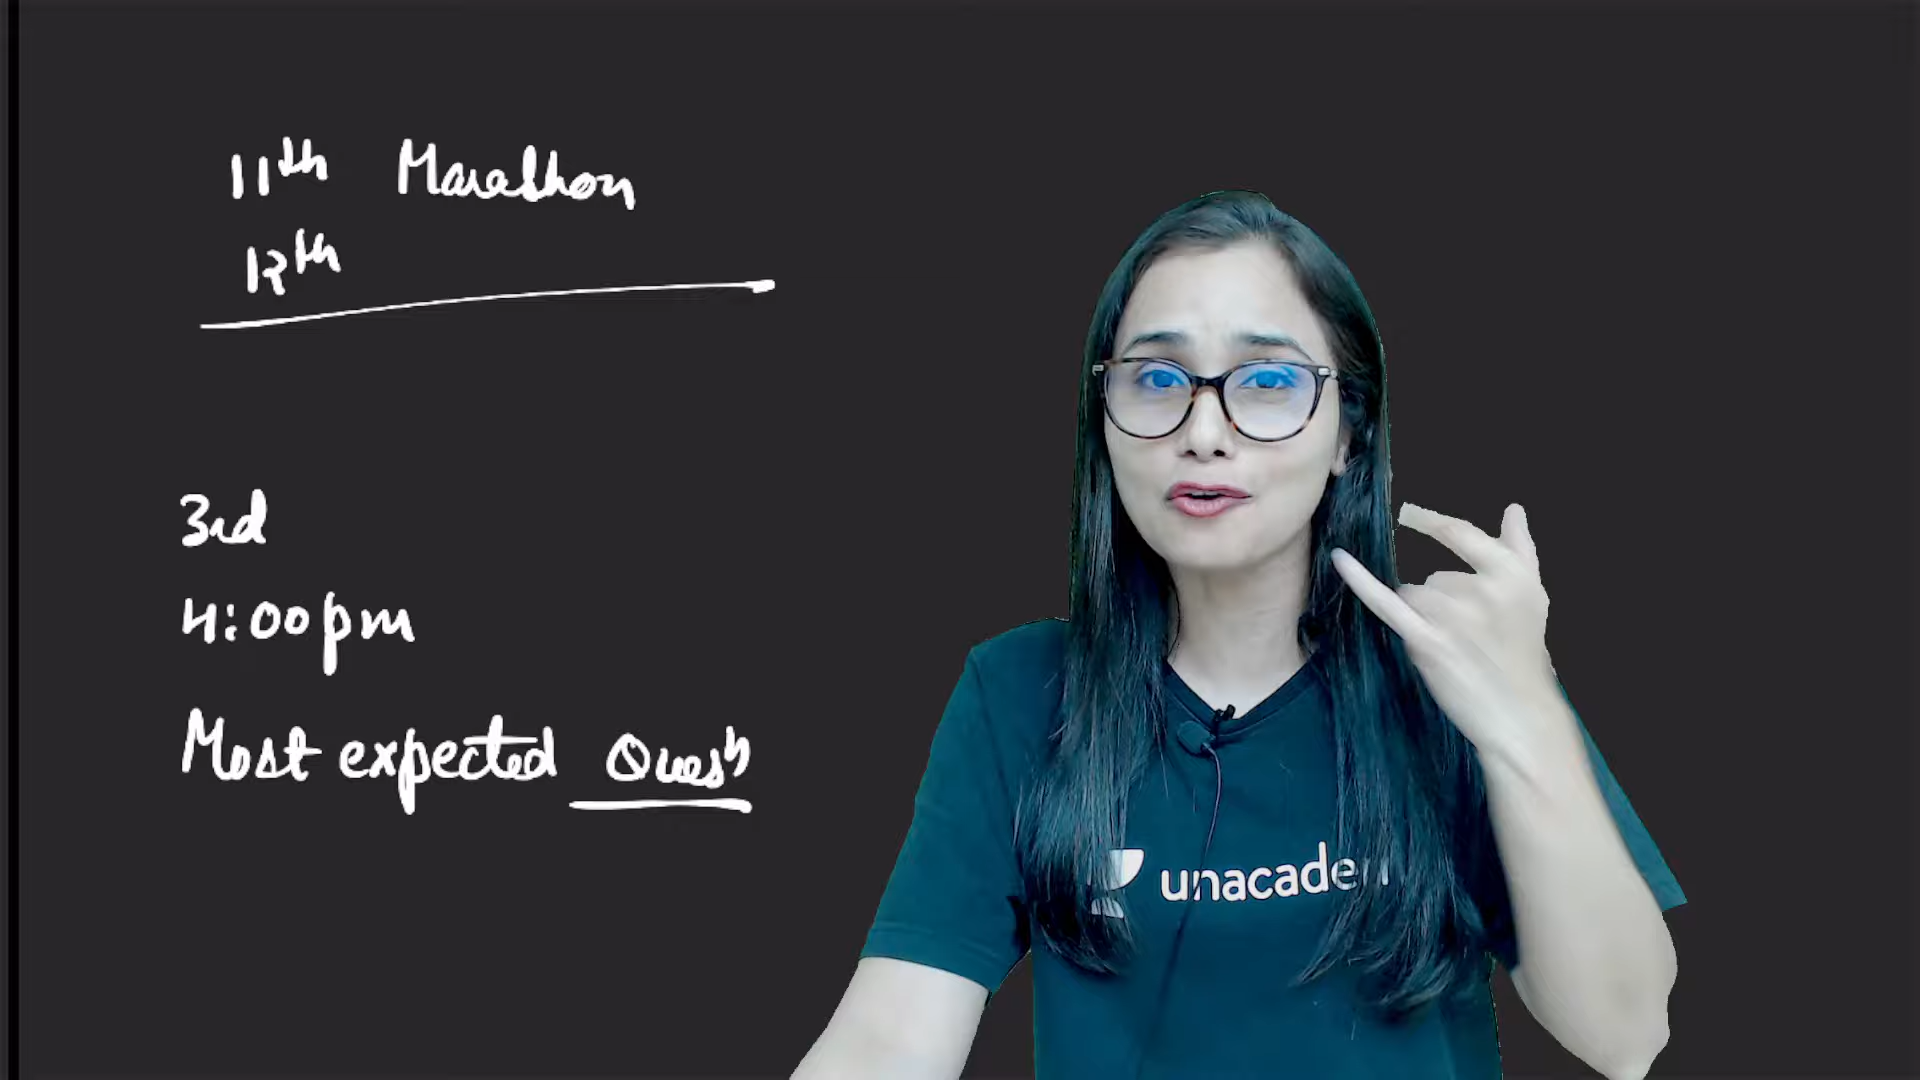 11th Marathon
12th
3rd
4:00pm
Most expected Quesn
unacadem